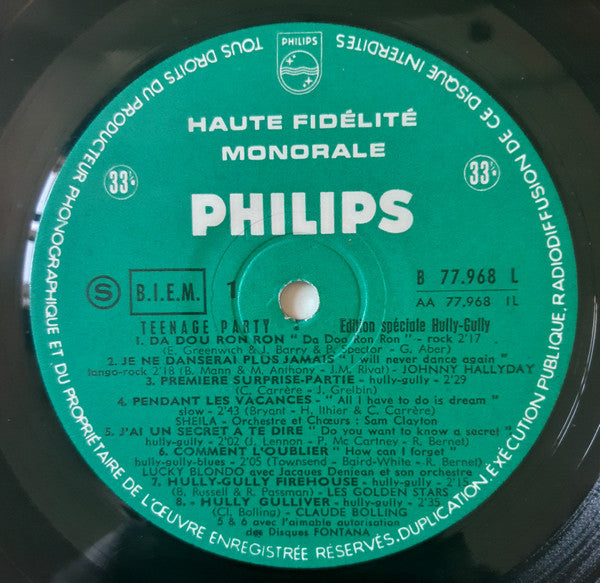 TOUS DROITS DU PRODUCTEUR PHONOGRAPHIQUE ET DU PROPRIÉTAIRE DE L'ŒUVRE ENREGISTRÉE RÉSERVÉS, DUPLICATION EXÉCUTION PUBLIQUE, RADIODIFFUSION DE CE DISQUE INTERDITES
PHILIPS
HAUTE FIDÉLITÉ
MONORALE
33⅓ 33⅓
PHILIPS
S B.I.E.M. 1 B 77.968 L
AA 77.968 1L
TEENAGE PARTY • Edition spéciale Hully-Gully
1. DA DOU RON RON " Da Doo Ron Ron " - rock 2'17
(E. Greenwich & J. Barry & P. Spector - G. Aber)
2. JE NE DANSERAI PLUS JAMAIS " I will never dance again "
tango-rock 2'18 (B. Mann & M. Anthony - J.M. Rivat) - JOHNNY HALLYDAY
3. PREMIERE SURPRISE-PARTIE - hully-gully - 2'29
(C. Carrère - J. Grelbin)
4. PENDANT LES VACANCES - " All I have to do is dream "
slow - 2'43 (Bryant - H. Ithier & C. Carrère)
SHEILA - Orchestre et Chœurs : Sam Clayton
5. J'AI UN SECRET A TE DIRE " Do you want to know a secret "
hully-gully - 2'02 (J. Lennon - P. Mc Cartney - R. Bernet)
6. COMMENT L'OUBLIER " How can I forget "
hully-gully-blues - 2'05 (Townsend - Baird-White - R. Bernet)
LUCKY BLONDO avec Jacques Denjean et son orchestre
7. HULLY-GULLY FIREHOUSE - hully-gully - 2'15
(B. Russell & R. Passman) - LES GOLDEN STARS
8. - HULLY GULLIVER - hully-gully - 2'35
(Cl. Bolling) - CLAUDE BOLLING
5 & 6 avec l'aimable autorisation
des Disques FONTANA